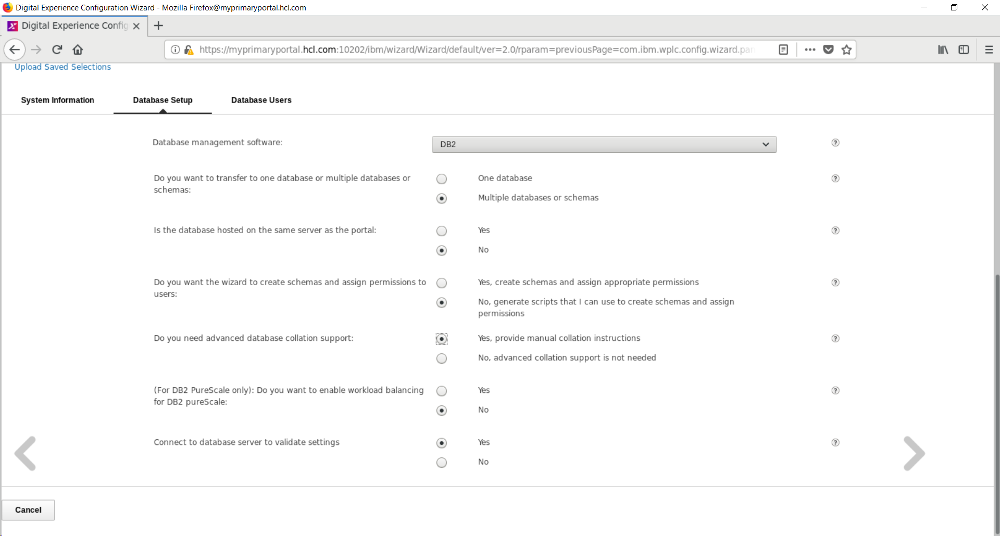 Digital Experience Configuration Wizard - Mozilla Firefox@myprimaryportal.hcl.com
Digital Experience Config
https://myprimaryportal.hcl.com:10202/ibm/wizard/Wizard/default/ver=2.0/rparam=previousPage=com.ibm.wplc.config.wizard.pan
Upload Saved Selections
System Information
Database Setup
Database Users
Database management software:
DB2
?
Do you want to transfer to one database or multiple databases or
schemas:
One database
Multiple databases or schemas
?
Is the database hosted on the same server as the portal:
Yes
No
?
Do you want the wizard to create schemas and assign permissions to
users:
Yes, create schemas and assign appropriate permissions
No, generate scripts that I can use to create schemas and assign
permissions
?
Do you need advanced database collation support:
Yes, provide manual collation instructions
No, advanced collation support is not needed
?
(For DB2 PureScale only): Do you want to enable workload balancing
for DB2 pureScale:
Yes
No
?
Connect to database server to validate settings
Yes
No
?
Cancel